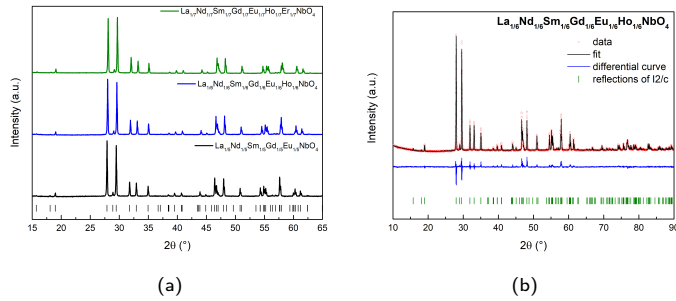 (a)
Intensity (a.u.)
La1/7Nd1/7Sm1/7Gd1/7Eu1/7Ho1/7Er1/7NbO4
La1/6Nd1/6Sm1/6Gd1/6Eu1/6Ho1/6NbO4
La1/5Nd1/5Sm1/5Gd1/5Eu1/5NbO4
15 20 25 30 35 40 45 50 55 60 65
2θ (°)
(a)
(b)
La1/6Nd1/6Sm1/6Gd1/6Eu1/6Ho1/6NbO4
data
fit
differential curve
reflections of I2/c
Intensity (a.u.)
10 20 30 40 50 60 70 80 90
2θ (°)
(b)